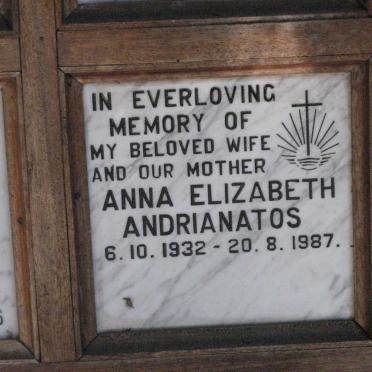 IN EVERLOVING
MEMORY OF
MY BELOVED WIFE
AND OUR MOTHER
ANNA ELIZABETH
ANDRIANATOS
6.10.1932 - 20.8.1987.